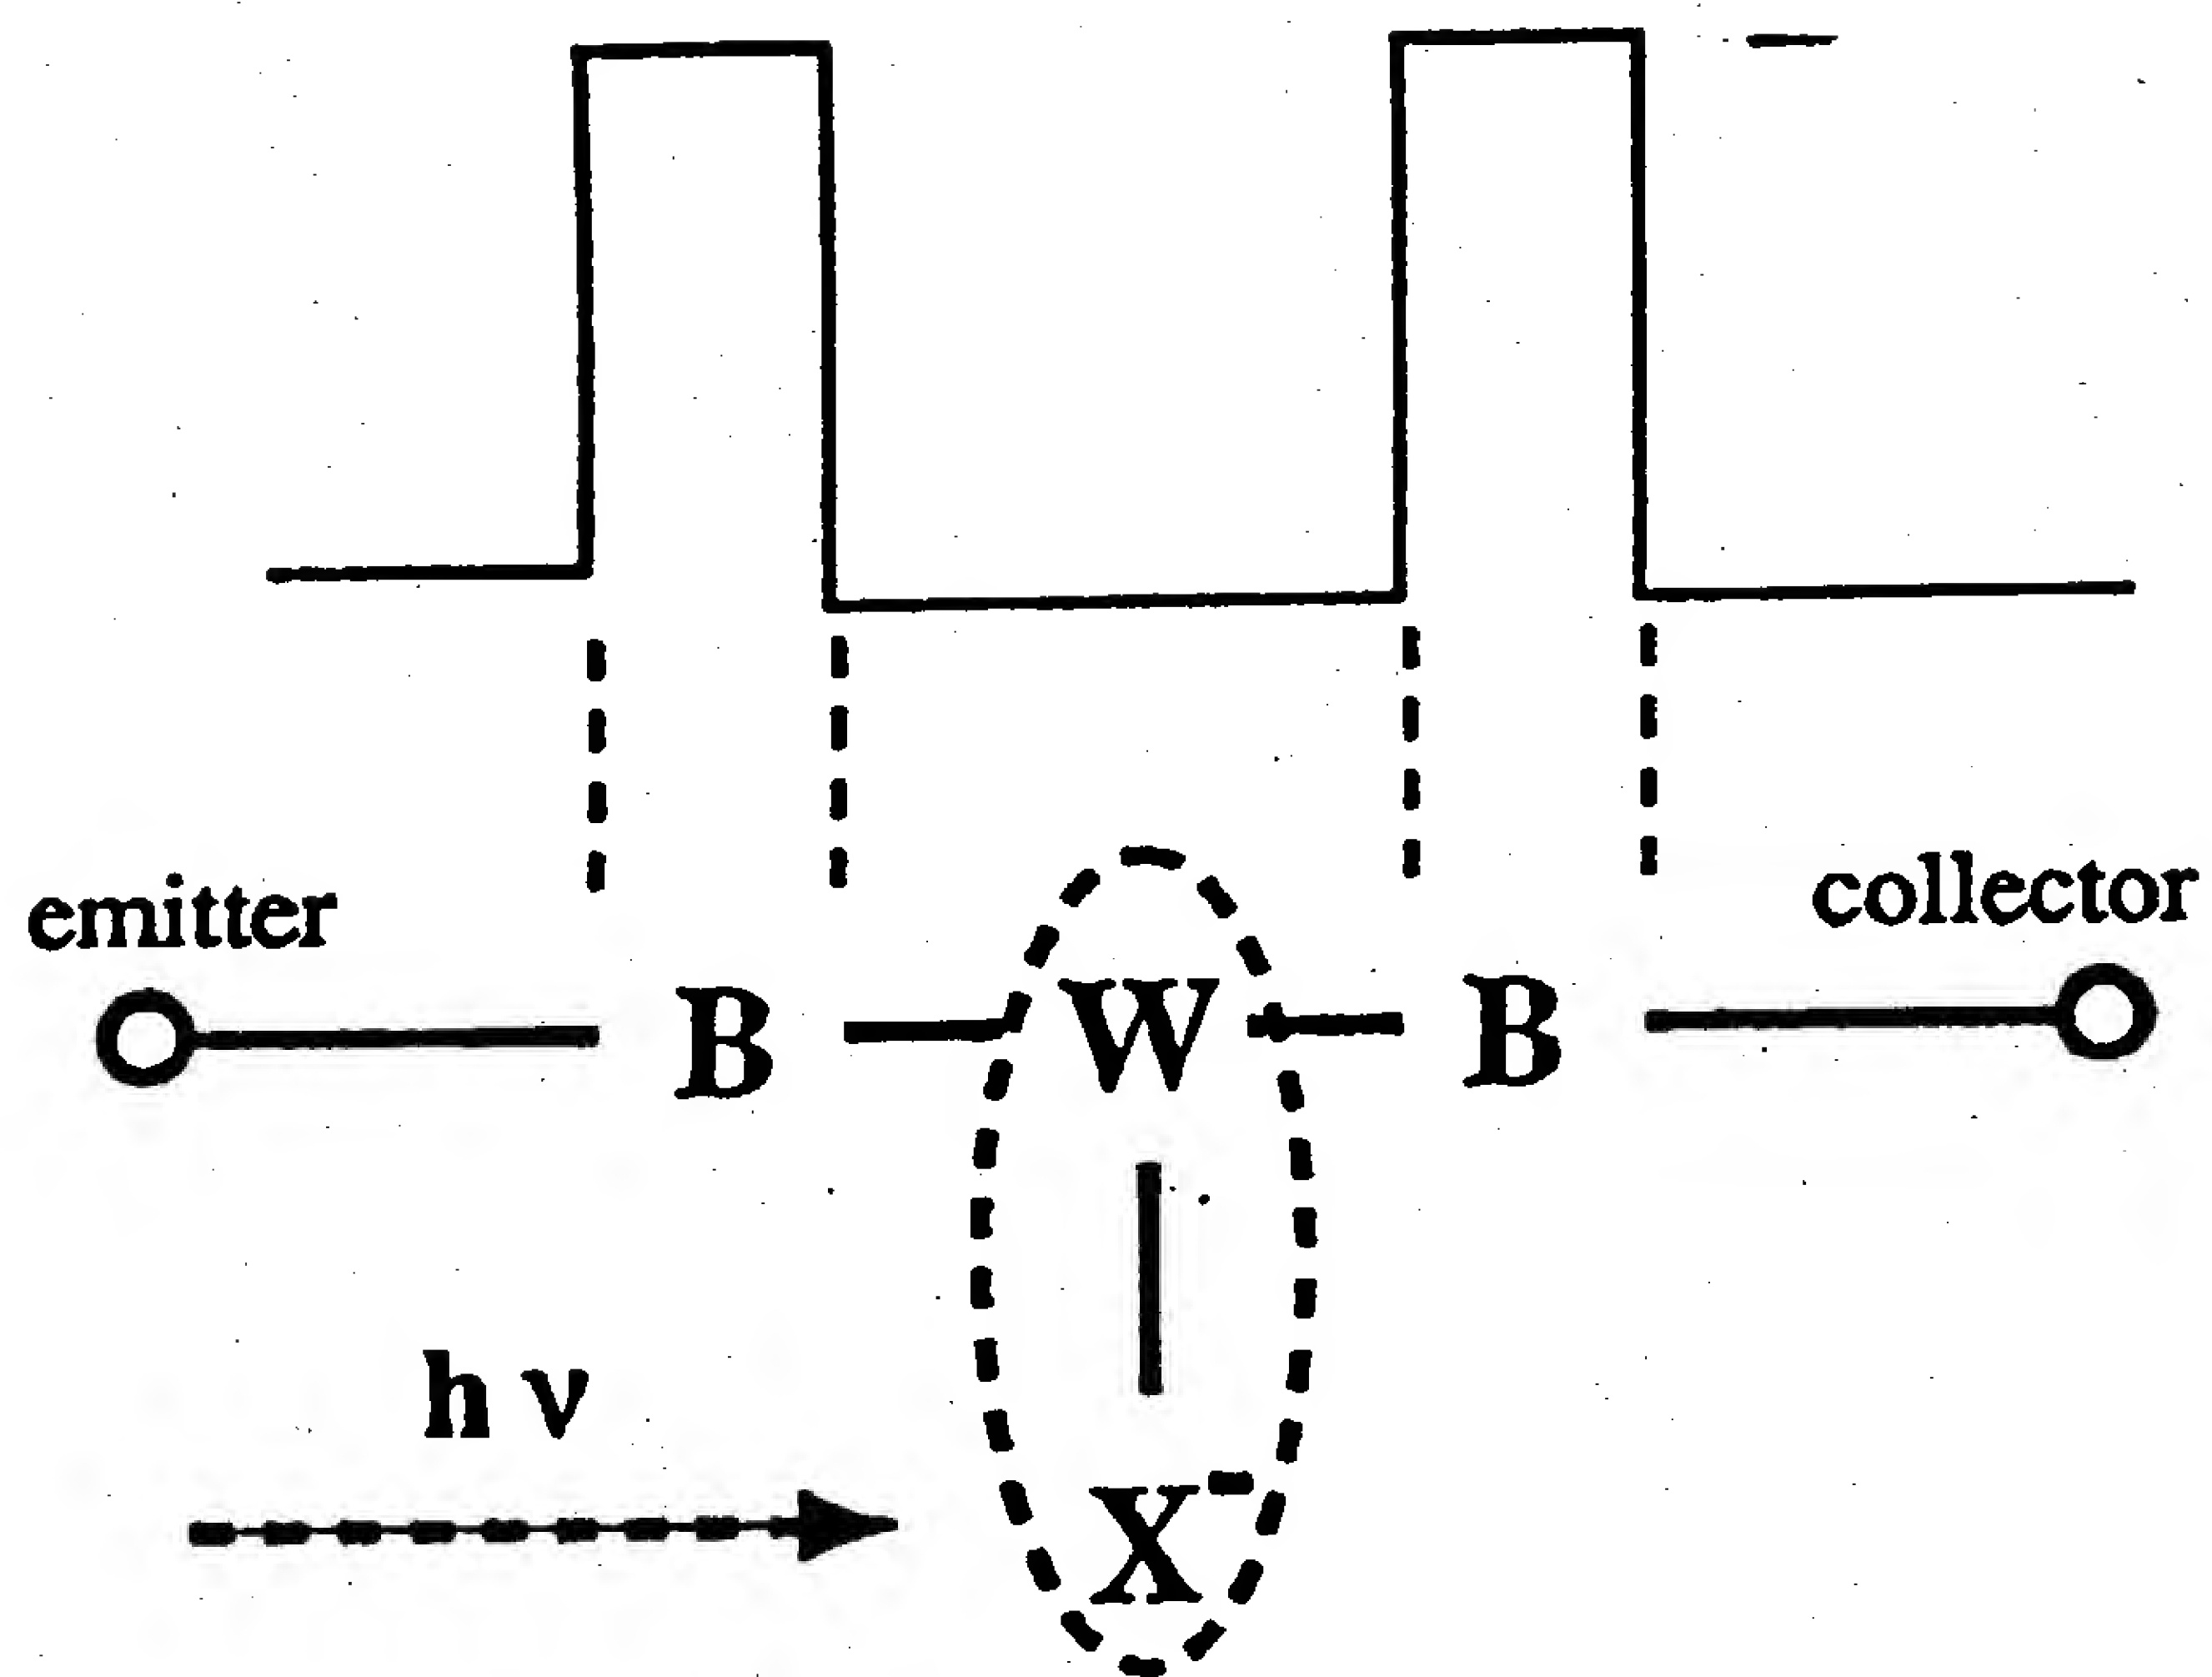 emitter
collector
B W B
h ν
X⁻